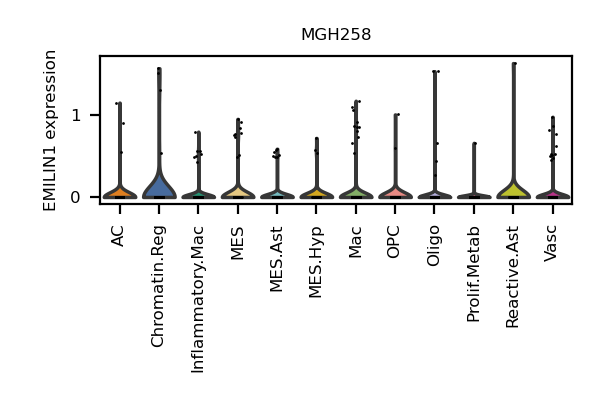 MGH258
EMILIN1 expression
1
0
AC
Chromatin.Reg
Inflammatory.Mac
MES
MES.Ast
MES.Hyp
Mac
OPC
Oligo
Prolif.Metab
Reactive.Ast
Vasc